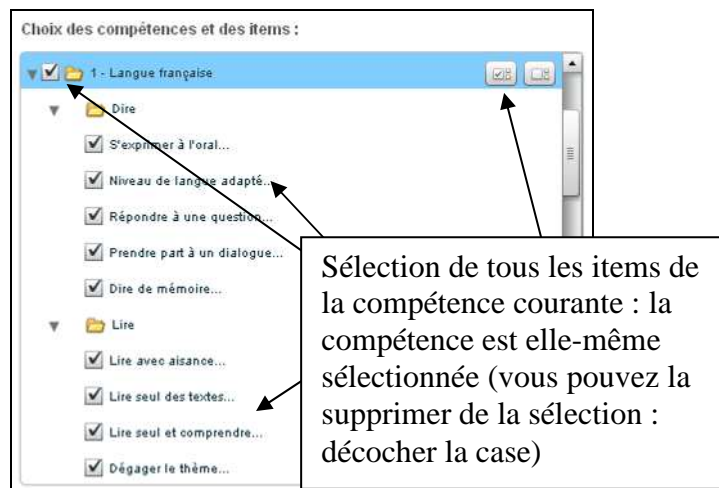 Choix des compétences et des items :
1 - Langue française
Dire
S'exprimer à l'oral...
Niveau de langue adapté...
Répondre à une question...
Prendre part à un dialogue...
Dire de mémoire...
Lire
Lire avec aisance...
Lire seul des textes...
Lire seul et comprendre...
Dégager le thème...
Sélection de tous les items de
la compétence courante : la
compétence est elle-même
sélectionnée (vous pouvez la
supprimer de la sélection :
décocher la case)